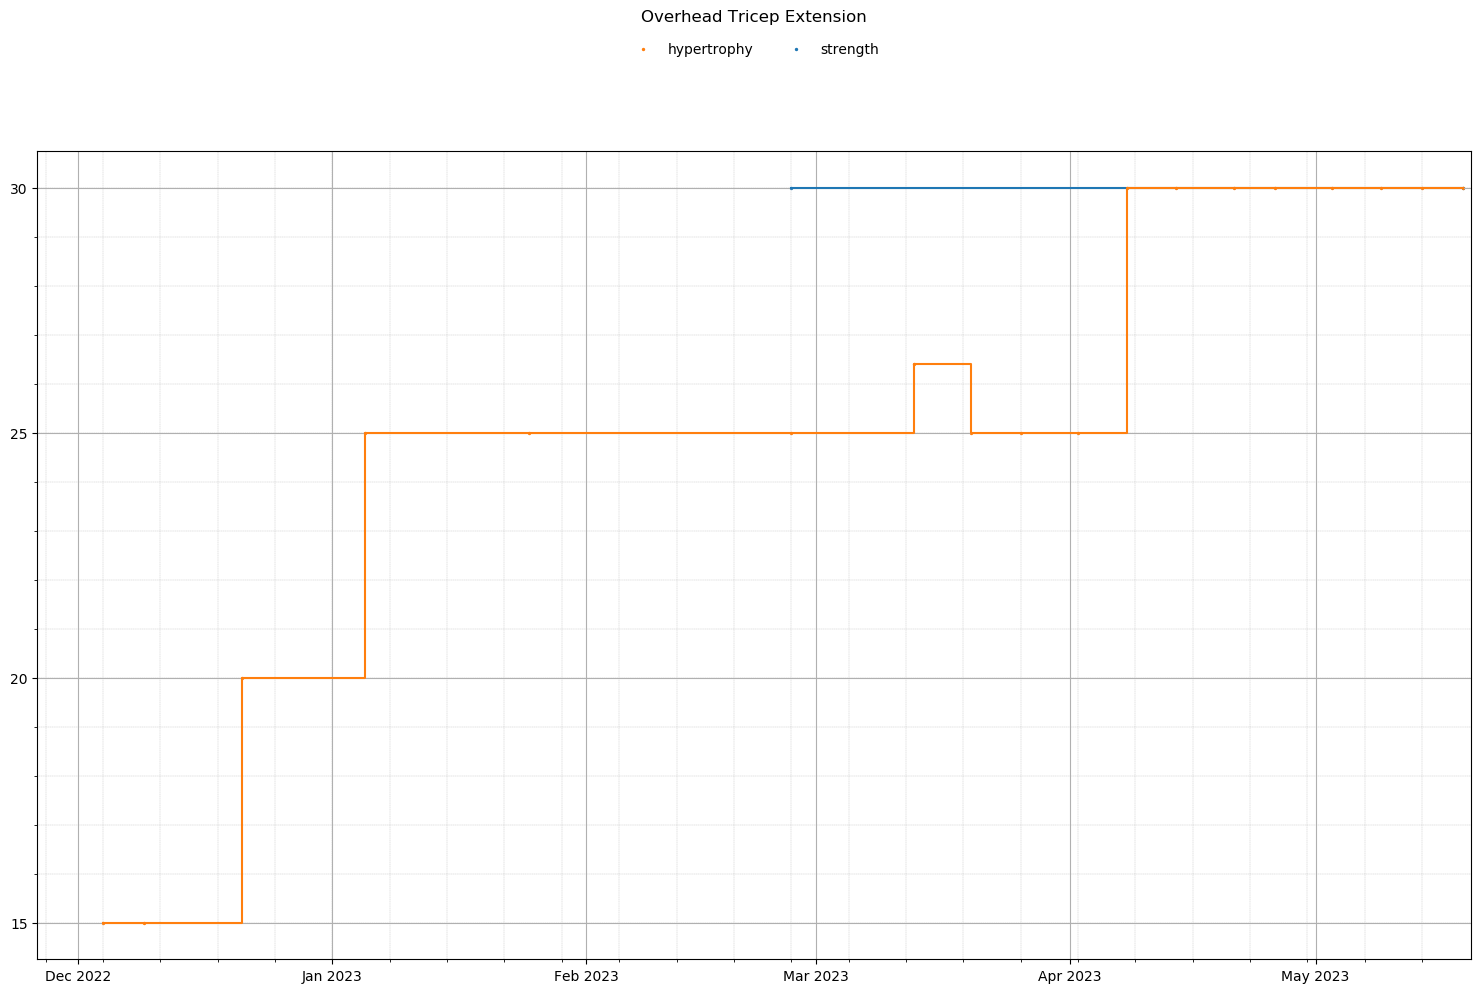 Overhead Tricep Extension
hypertrophy strength
30
25
20
15
Dec 2022 Jan 2023 Feb 2023 Mar 2023 Apr 2023 May 2023